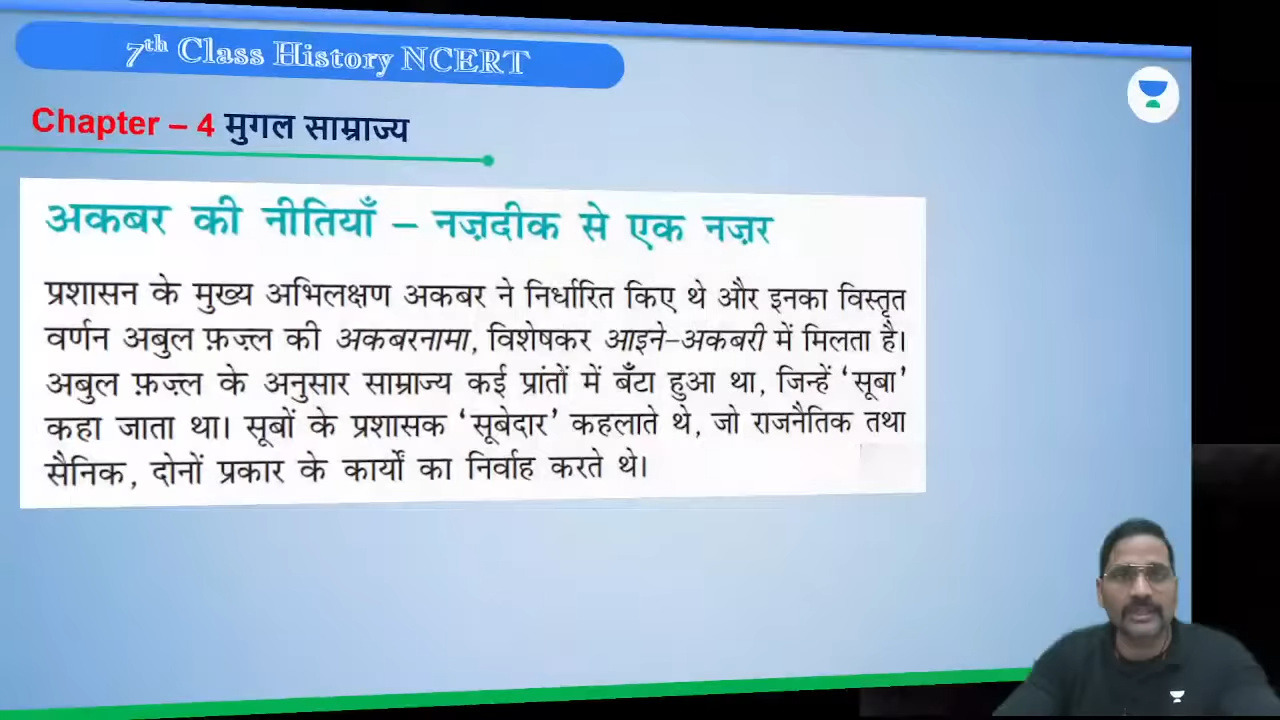 7th Class History NCERT
Chapter – 4 मुगल साम्राज्य
अकबर की नीतियाँ – नज़दीक से एक नज़र
प्रशासन के मुख्य अभिलक्षण अकबर ने निर्धारित किए थे और इनका विस्तृत
वर्णन अबुल फ़ज़्ल की अकबरनामा, विशेषकर आइने-अकबरी में मिलता है।
अबुल फ़ज़्ल के अनुसार साम्राज्य कई प्रांतों में बँटा हुआ था, जिन्हें ‘सूबा’
कहा जाता था। सूबों के प्रशासक ‘सूबेदार’ कहलाते थे, जो राजनैतिक तथा
सैनिक, दोनों प्रकार के कार्यों का निर्वाह करते थे।